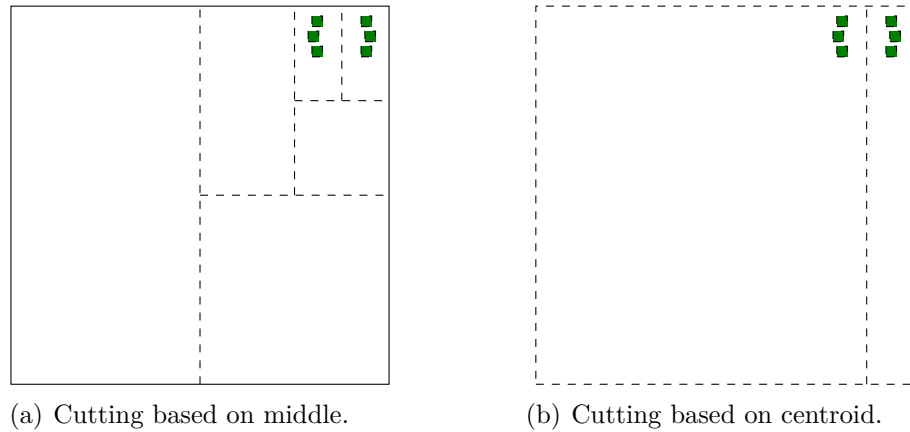 (a) Cutting based on middle.
(b) Cutting based on centroid.